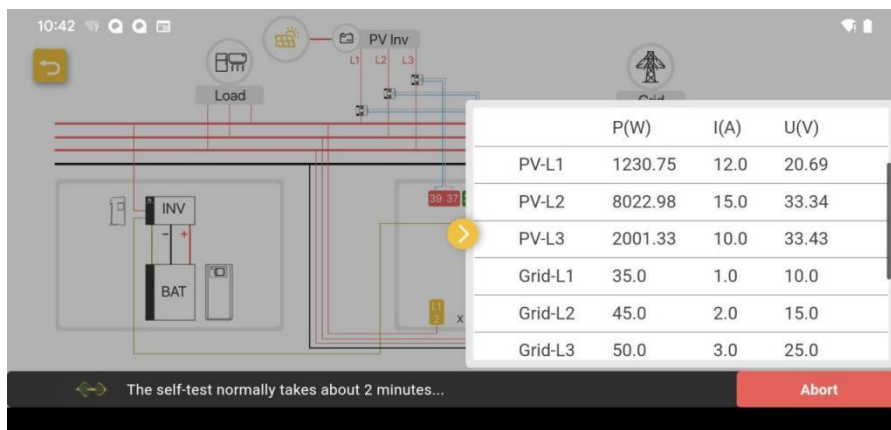 10:42
PV Inv
L1 L2 L3
Load
Grid
P(W) I(A) U(V)
PV-L1 1230.75 12.0 20.69
PV-L2 8022.98 15.0 33.34
PV-L3 2001.33 10.0 33.43
Grid-L1 35.0 1.0 10.0
Grid-L2 45.0 2.0 15.0
Grid-L3 50.0 3.0 25.0
39 37
INV
- +
BAT
L1
2 X
The self-test normally takes about 2 minutes...
Abort